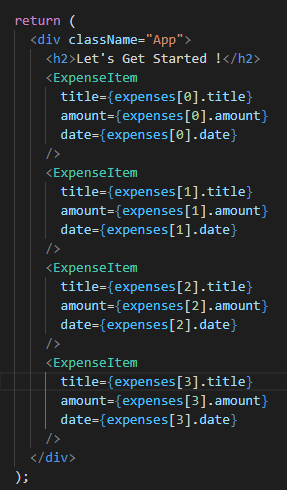 return (
<div className="App">
<h2>Let's Get Started !</h2>
<ExpenseItem
title={expenses[0].title}
amount={expenses[0].amount}
date={expenses[0].date}
/>
<ExpenseItem
title={expenses[1].title}
amount={expenses[1].amount}
date={expenses[1].date}
/>
<ExpenseItem
title={expenses[2].title}
amount={expenses[2].amount}
date={expenses[2].date}
/>
<ExpenseItem
title={expenses[3].title}
amount={expenses[3].amount}
date={expenses[3].date}
/>
</div>
);